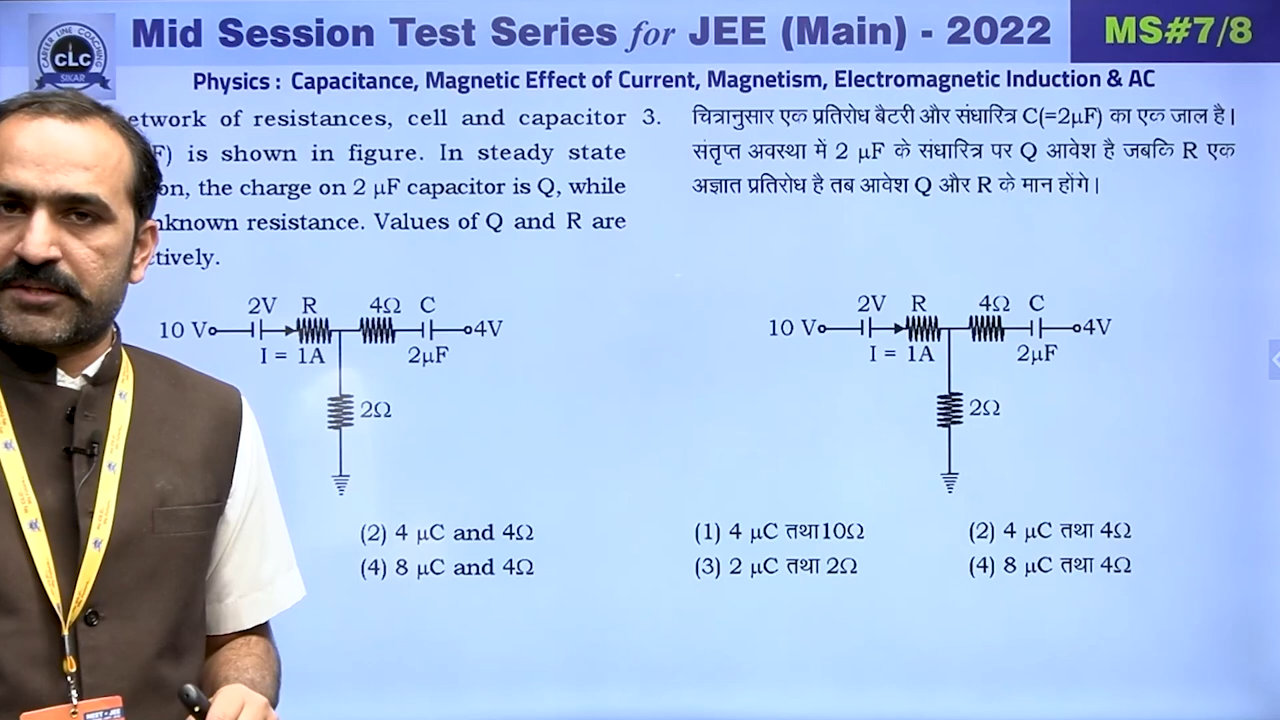 Mid Session Test Series for JEE (Main) - 2022
MS#7/8
CAREER LINE COACHING
CLC
SIKAR
Physics : Capacitance, Magnetic Effect of Current, Magnetism, Electromagnetic Induction & AC
etwork of resistances, cell and capacitor
F) is shown in figure. In steady state
on, the charge on 2 μF capacitor is Q, while
nknown resistance. Values of Q and R are
tively.
2V R 4Ω C
10 V 4V
I = 1A 2μF
2Ω
(2) 4 μC and 4Ω
(4) 8 μC and 4Ω
3. चित्रानुसार एक प्रतिरोध बैटरी और संधारित्र C(=2μF) का एक जाल है।
संतृप्त अवस्था में 2 μF के संधारित्र पर Q आवेश है जबकि R एक
अज्ञात प्रतिरोध है तब आवेश Q और R के मान होंगे।
2V R 4Ω C
10 V 4V
I = 1A 2μF
2Ω
(1) 4 μC तथा10Ω (2) 4 μC तथा 4Ω
(3) 2 μC तथा 2Ω (4) 8 μC तथा 4Ω